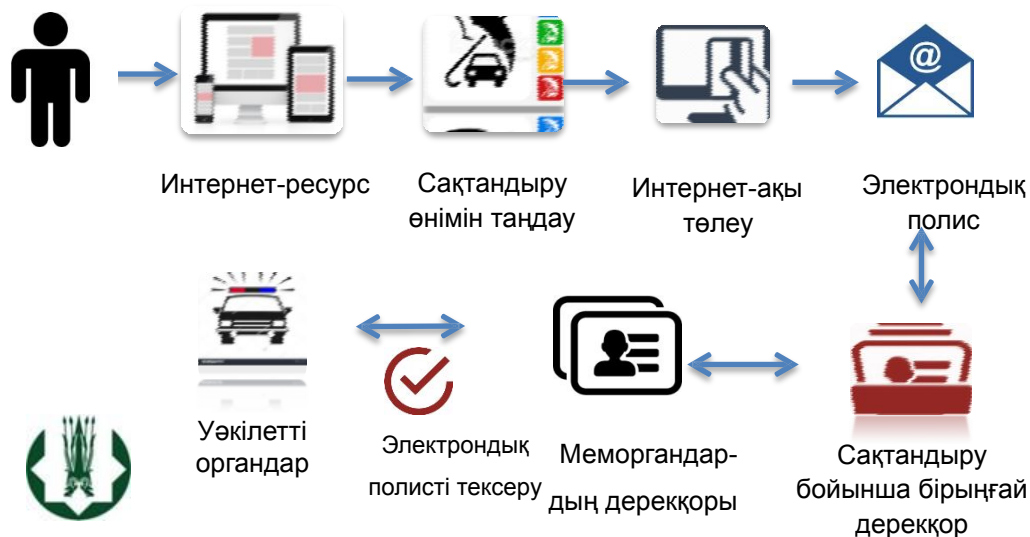 @
Интернет-ресурс
Сақтандыру
өнімін таңдау
Интернет-ақы
төлеу
Электрондық
полис
Уәкілетті
органдар
Электрондық
полисті тексеру
Меморгандар-
дың дерекқоры
Сақтандыру
бойынша бірыңғай
дерекқор